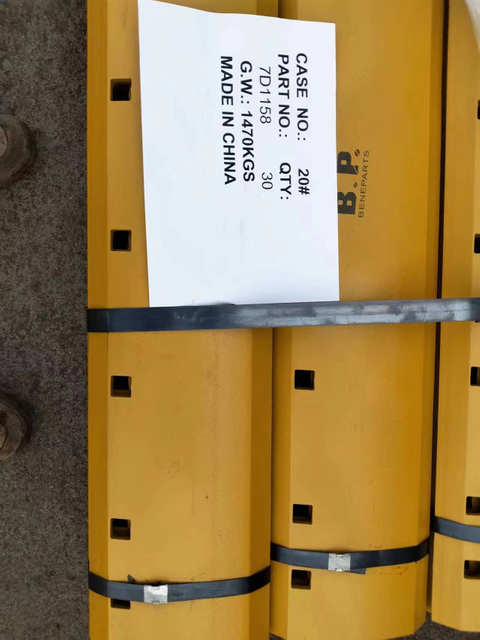 CASE NO.: 20#
PART NO.: QTY:
7D1158 30
G.W.: 1470KGS
MADE IN CHINA
B.P.
BENEPARTS